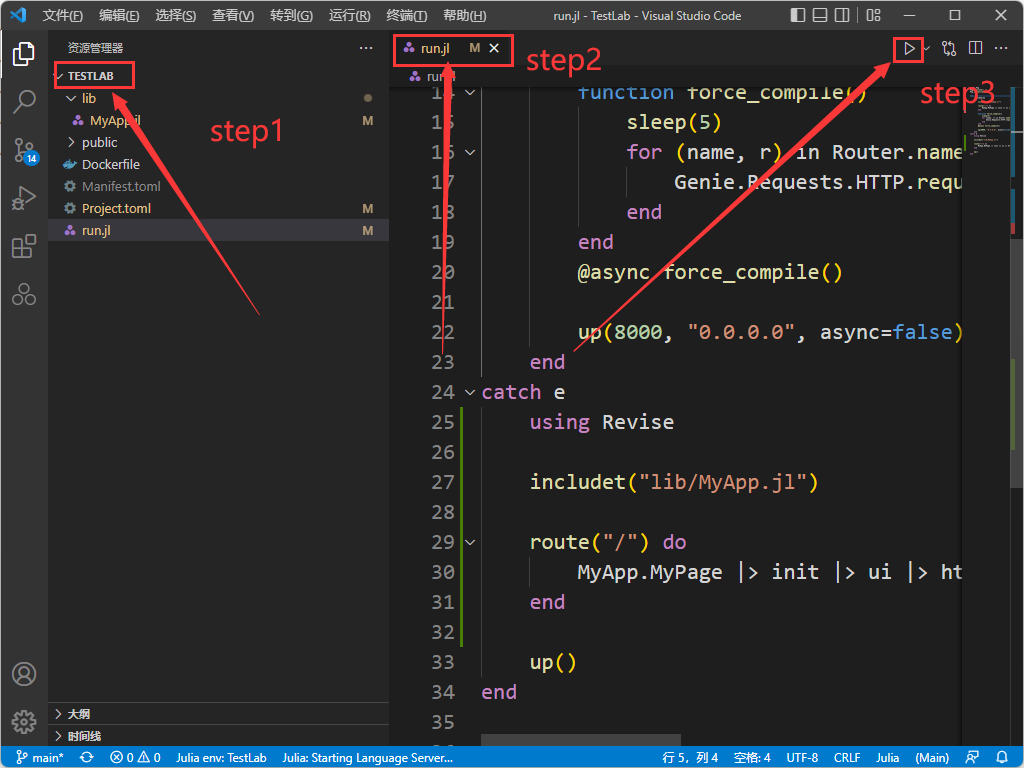 文件(F) 编辑(E) 选择(S) 查看(V) 转到(G) 运行(R) 终端(T) 帮助(H) run.jl - TestLab - Visual Studio Code
资源管理器
TESTLAB
lib
MyApp.jl M
public
Dockerfile
Manifest.toml
Project.toml M
run.jl M
大纲
时间线
14
step1
run.jl M
step2
step3
run.jl
14 function force_compile()
15 sleep(5)
16 for (name, r) in Router.name
17 Genie.Requests.HTTP.requ
18 end
19 end
20 @async force_compile()
21
22 up(8000, "0.0.0.0", async=false)
23 end
24 catch e
25 using Revise
26
27 includet("lib/MyApp.jl")
28
29 route("/") do
30 MyApp.MyPage |> init |> ui |> ht
31 end
32
33 up()
34 end
35
main* 0 0 Julia env: TestLab Julia: Starting Language Server... 行 5，列 4 空格: 4 UTF-8 CRLF Julia (Main)